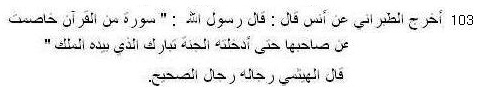 103 أخرج الطبراني عن أنس قال : قال رسول الله : " سورة من القرآن خاصمت
عن صاحبها حتى أدخلته الجنة تبارك الذي بيده الملك "
قال الهيثمي رجاله رجال الصحيح.